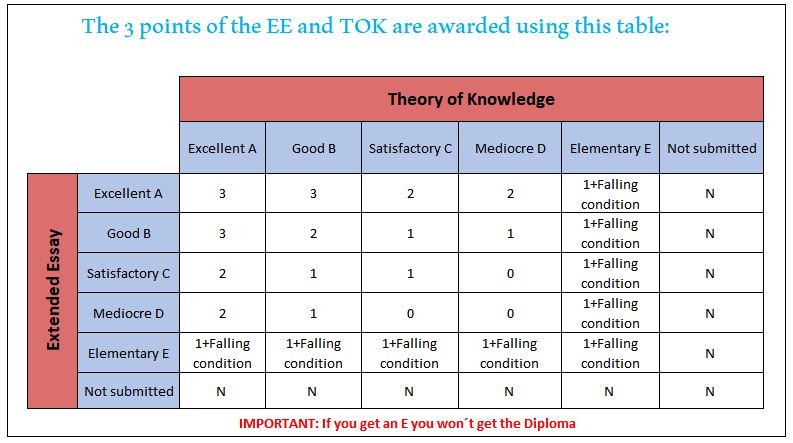 The 3 points of the EE and TOK are awarded using this table:
Theory of Knowledge
Excellent A Good B Satisfactory C Mediocre D Elementary E Not submitted
Extended Essay
Excellent A 3 3 2 2 1+Falling condition N
Good B 3 2 1 1 1+Falling condition N
Satisfactory C 2 1 1 0 1+Falling condition N
Mediocre D 2 1 0 0 1+Falling condition N
Elementary E 1+Falling condition 1+Falling condition 1+Falling condition 1+Falling condition 1+Falling condition N
Not submitted N N N N N N
IMPORTANT: If you get an E you won´t get the Diploma